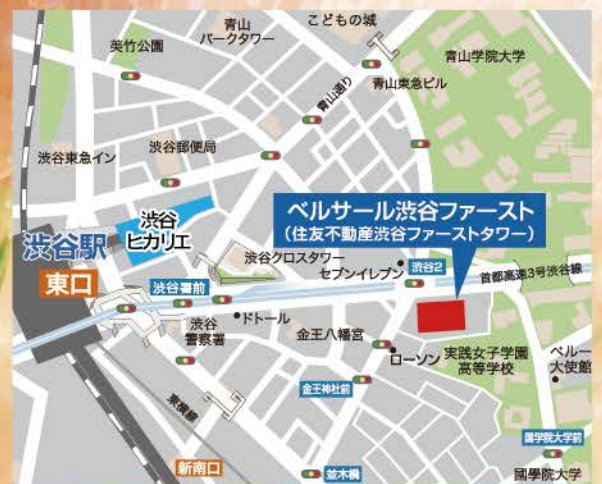 こどもの城
青山
パークタワー
美竹公園
青山学院大学
青山東急ビル
青山通り
渋谷東急イン
渋谷郵便局
渋谷
ヒカリエ
ベルサール渋谷ファースト
(住友不動産渋谷ファーストタワー)
渋谷駅
東口
渋谷クロスタワー
セブンイレブン
渋谷2
首都高速3号渋谷線
渋谷署前
ドトール
渋谷
警察署
金王八幡宮
ローソン
実践女子学園
高等学校
ペルー
大使館
金王神社前
東横線
新南口
並木橋
国学院大学前
國學院大学